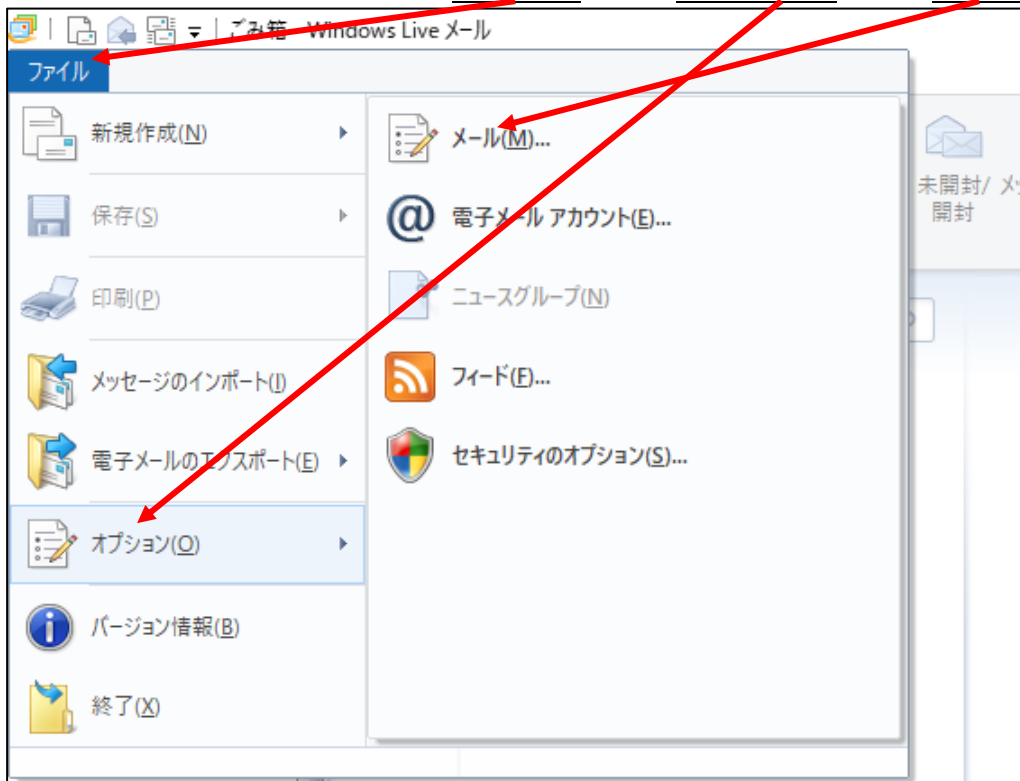 ごみ箱 - Windows Live メール
ファイル
新規作成(N)
保存(S)
印刷(P)
メッセージのインポート(I)
電子メールのエクスポート(E)
オプション(O)
バージョン情報(B)
終了(X)
メール(M)...
電子メール アカウント(E)...
ニュースグループ(N)
フィード(F)...
セキュリティのオプション(S)...
未開封/
開封